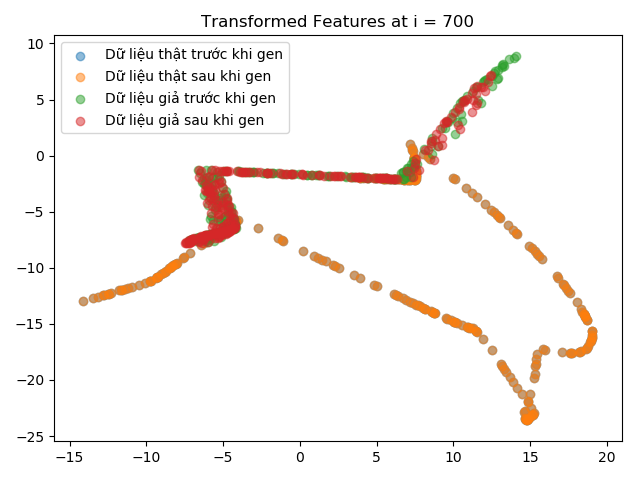 Transformed Features at i = 700
Dữ liệu thật trước khi gen
Dữ liệu thật sau khi gen
Dữ liệu giả trước khi gen
Dữ liệu giả sau khi gen
10
5
0
−5
−10
−15
−20
−25
−15 −10 −5 0 5 10 15 20